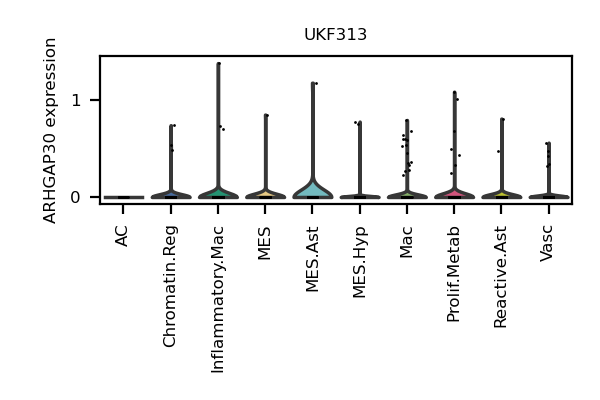 UKF313
ARHGAP30 expression
1
0
AC
Chromatin.Reg
Inflammatory.Mac
MES
MES.Ast
MES.Hyp
Mac
Prolif.Metab
Reactive.Ast
Vasc